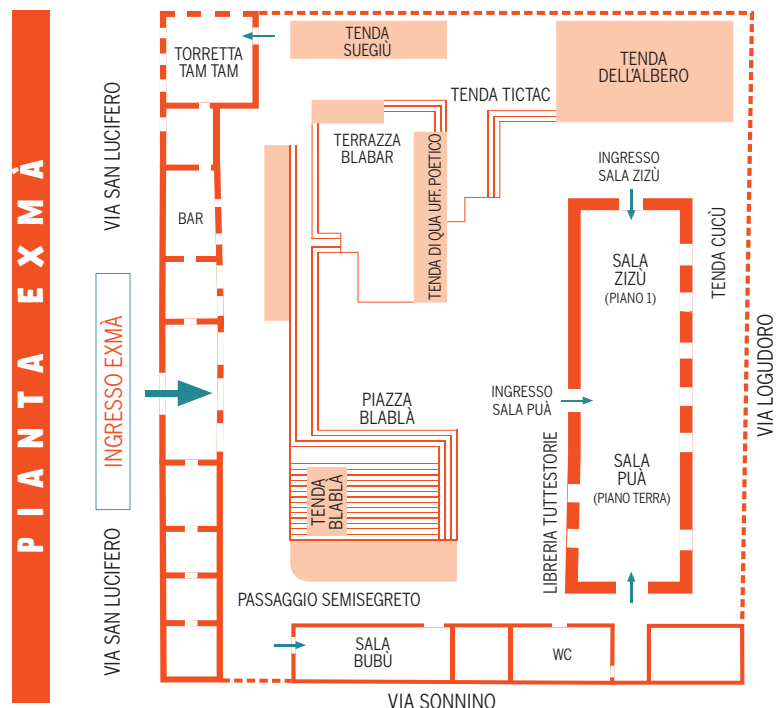 PIANTA EXMÀ
VIA SAN LUCIFERO
TORRETTA
TAM TAM
TENDA
SUEGIÙ
TENDA
DELL'ALBERO
TENDA TICTAC
TERRAZZA
BLABAR
TENDA DI QUA UFF. POETICO
INGRESSO
SALA ZIZÙ
BAR
SALA
ZIZÙ
(PIANO 1)
TENDA CUCÙ
VIA LOGUDORO
INGRESSO EXMÀ
INGRESSO
SALA PUÀ
PIAZZA
BLABLÀ
SALA
PUÀ
(PIANO TERRA)
LIBRERIA TUTTESTORIE
TENDA
BLABLÀ
VIA SAN LUCIFERO
PASSAGGIO SEMISEGRETO
SALA
BUBÙ
WC
VIA SONNINO